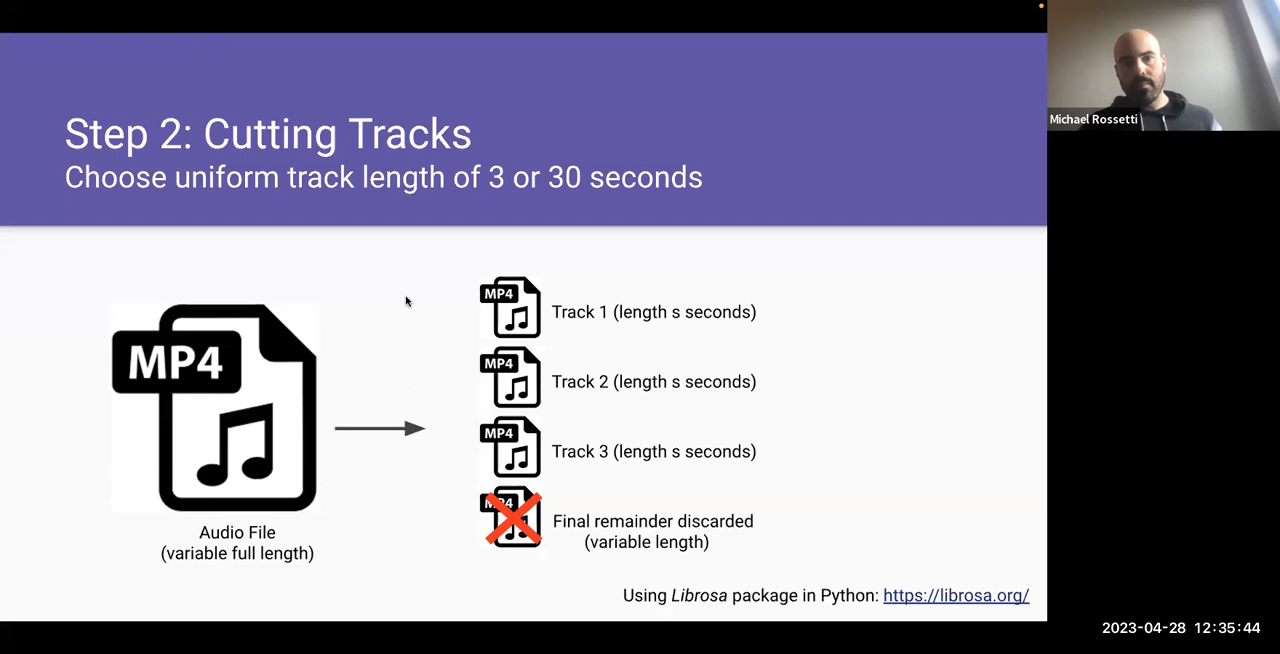 Step 2: Cutting Tracks
Choose uniform track length of 3 or 30 seconds
Michael Rossetti
MP4
Audio File
(variable full length)
MP4
Track 1 (length s seconds)
MP4
Track 2 (length s seconds)
MP4
Track 3 (length s seconds)
MP4
Final remainder discarded
(variable length)
Using Librosa package in Python: https://librosa.org/
2023-04-28 12:35:44